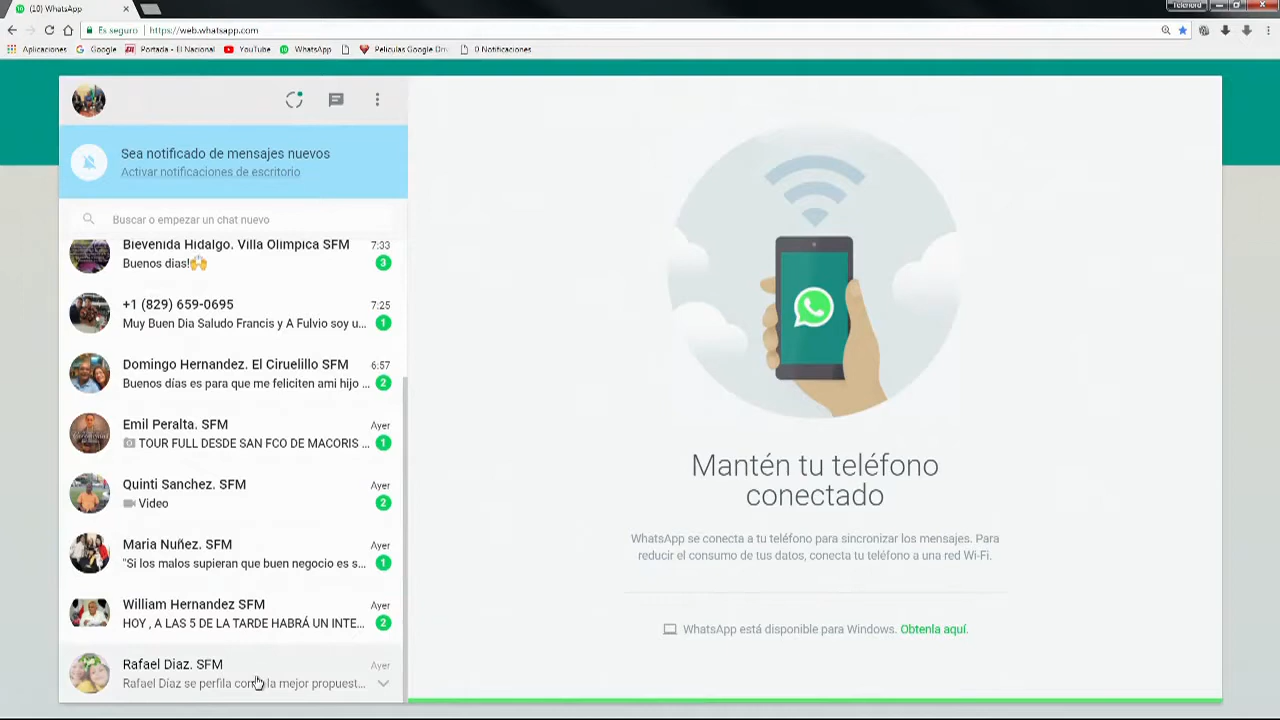 (10) WhatsApp
Telenord
Es seguro
https://web.whatsapp.com
Aplicaciones
Google
Portada - El Nacional
YouTube
WhatsApp
Peliculas Google Dri
0 Notificaciones
Sea notificado de mensajes nuevos
Activar notificaciones de escritorio
Buscar o empezar un chat nuevo
Bievenida Hidalgo. Villa Olimpica SFM 7:33
Buenos dias!🙌 3
+1 (829) 659-0695 7:25
Muy Buen Dia Saludo Francis y A Fulvio soy u... 1
Domingo Hernandez. El Ciruelillo SFM 6:57
Buenos días es para que me feliciten ami hijo ... 2
Emil Peralta. SFM Ayer
TOUR FULL DESDE SAN FCO DE MACORIS ... 1
Quinti Sanchez. SFM Ayer
Video 2
Maria Nuñez. SFM Ayer
"Si los malos supieran que buen negocio es s... 1
William Hernandez SFM Ayer
HOY , A LAS 5 DE LA TARDE HABRÁ UN INTE... 2
Rafael Diaz. SFM Ayer
Rafael Díaz se perfila con la mejor propuest...
Mantén tu teléfono
conectado
WhatsApp se conecta a tu teléfono para sincronizar los mensajes. Para
reducir el consumo de tus datos, conecta tu teléfono a una red Wi-Fi.
WhatsApp está disponible para Windows. Obtenla aquí.